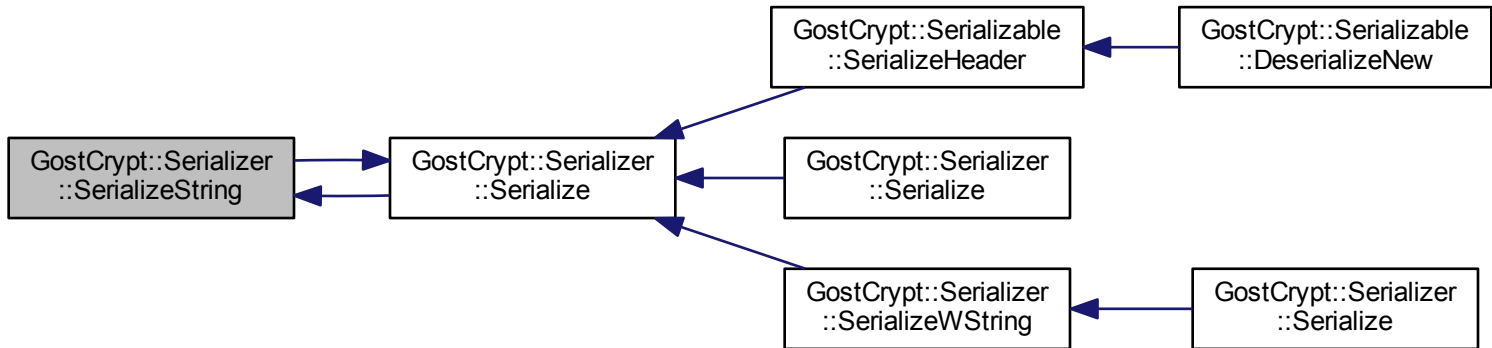 GostCrypt::Serializable
::SerializeHeader
GostCrypt::Serializable
::DeserializeNew
GostCrypt::Serializer
::SerializeString
GostCrypt::Serializer
::Serialize
GostCrypt::Serializer
::Serialize
GostCrypt::Serializer
::SerializeWString
GostCrypt::Serializer
::Serialize